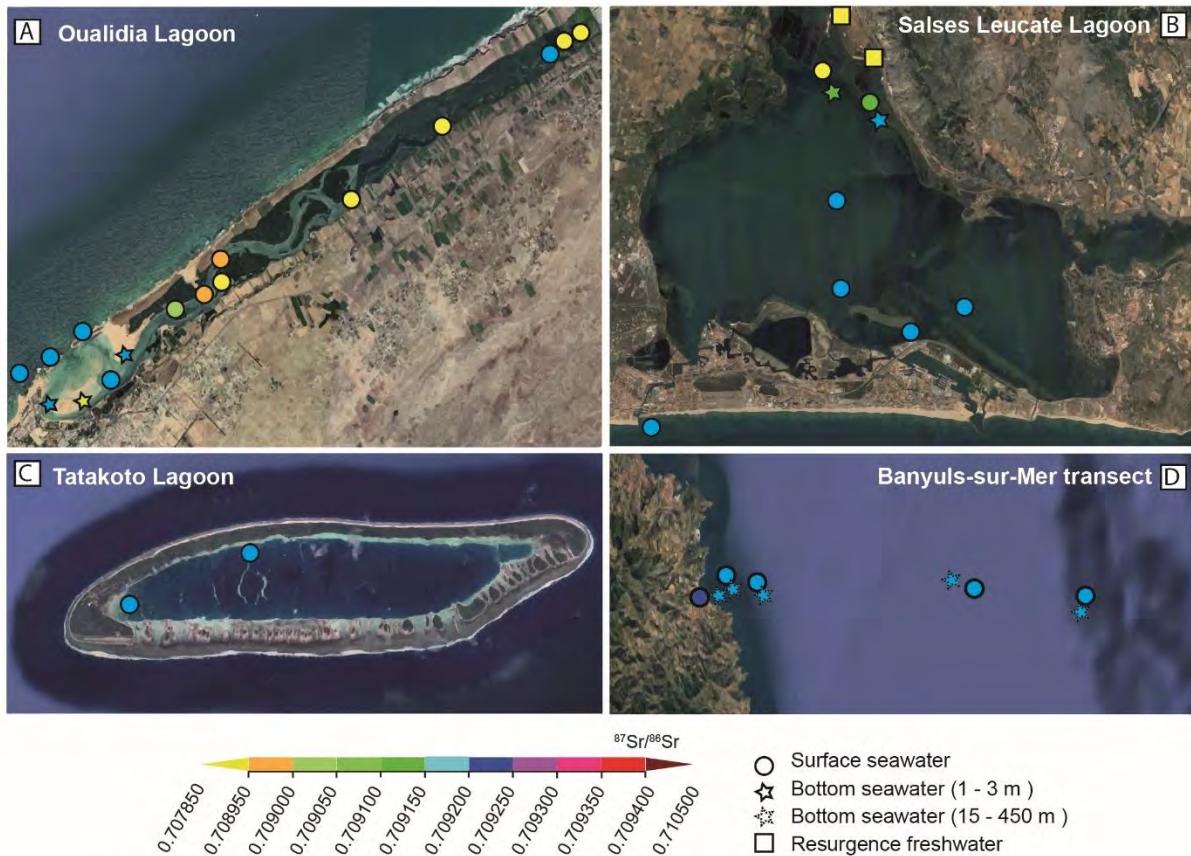 A Oualidia Lagoon
Salses Leucate Lagoon B
C Tatakoto Lagoon
Banyuls-sur-Mer transect D
⁸⁷Sr/⁸⁶Sr
0.707850
0.708950
0.709000
0.709050
0.709100
0.709150
0.709200
0.709250
0.709300
0.709350
0.709400
0.710500
Surface seawater
Bottom seawater (1 - 3 m )
Bottom seawater (15 - 450 m )
Resurgence freshwater